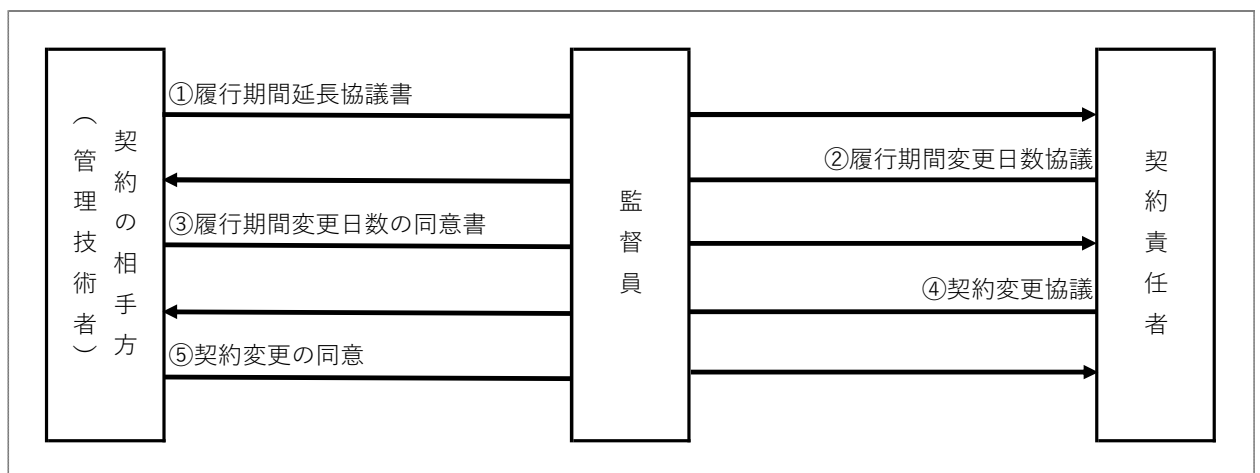 契約の相手方
（管理技術者）
①履行期間延長協議書
②履行期間変更日数協議
③履行期間変更日数の同意書
④契約変更協議
⑤契約変更の同意
監督員
契約責任者